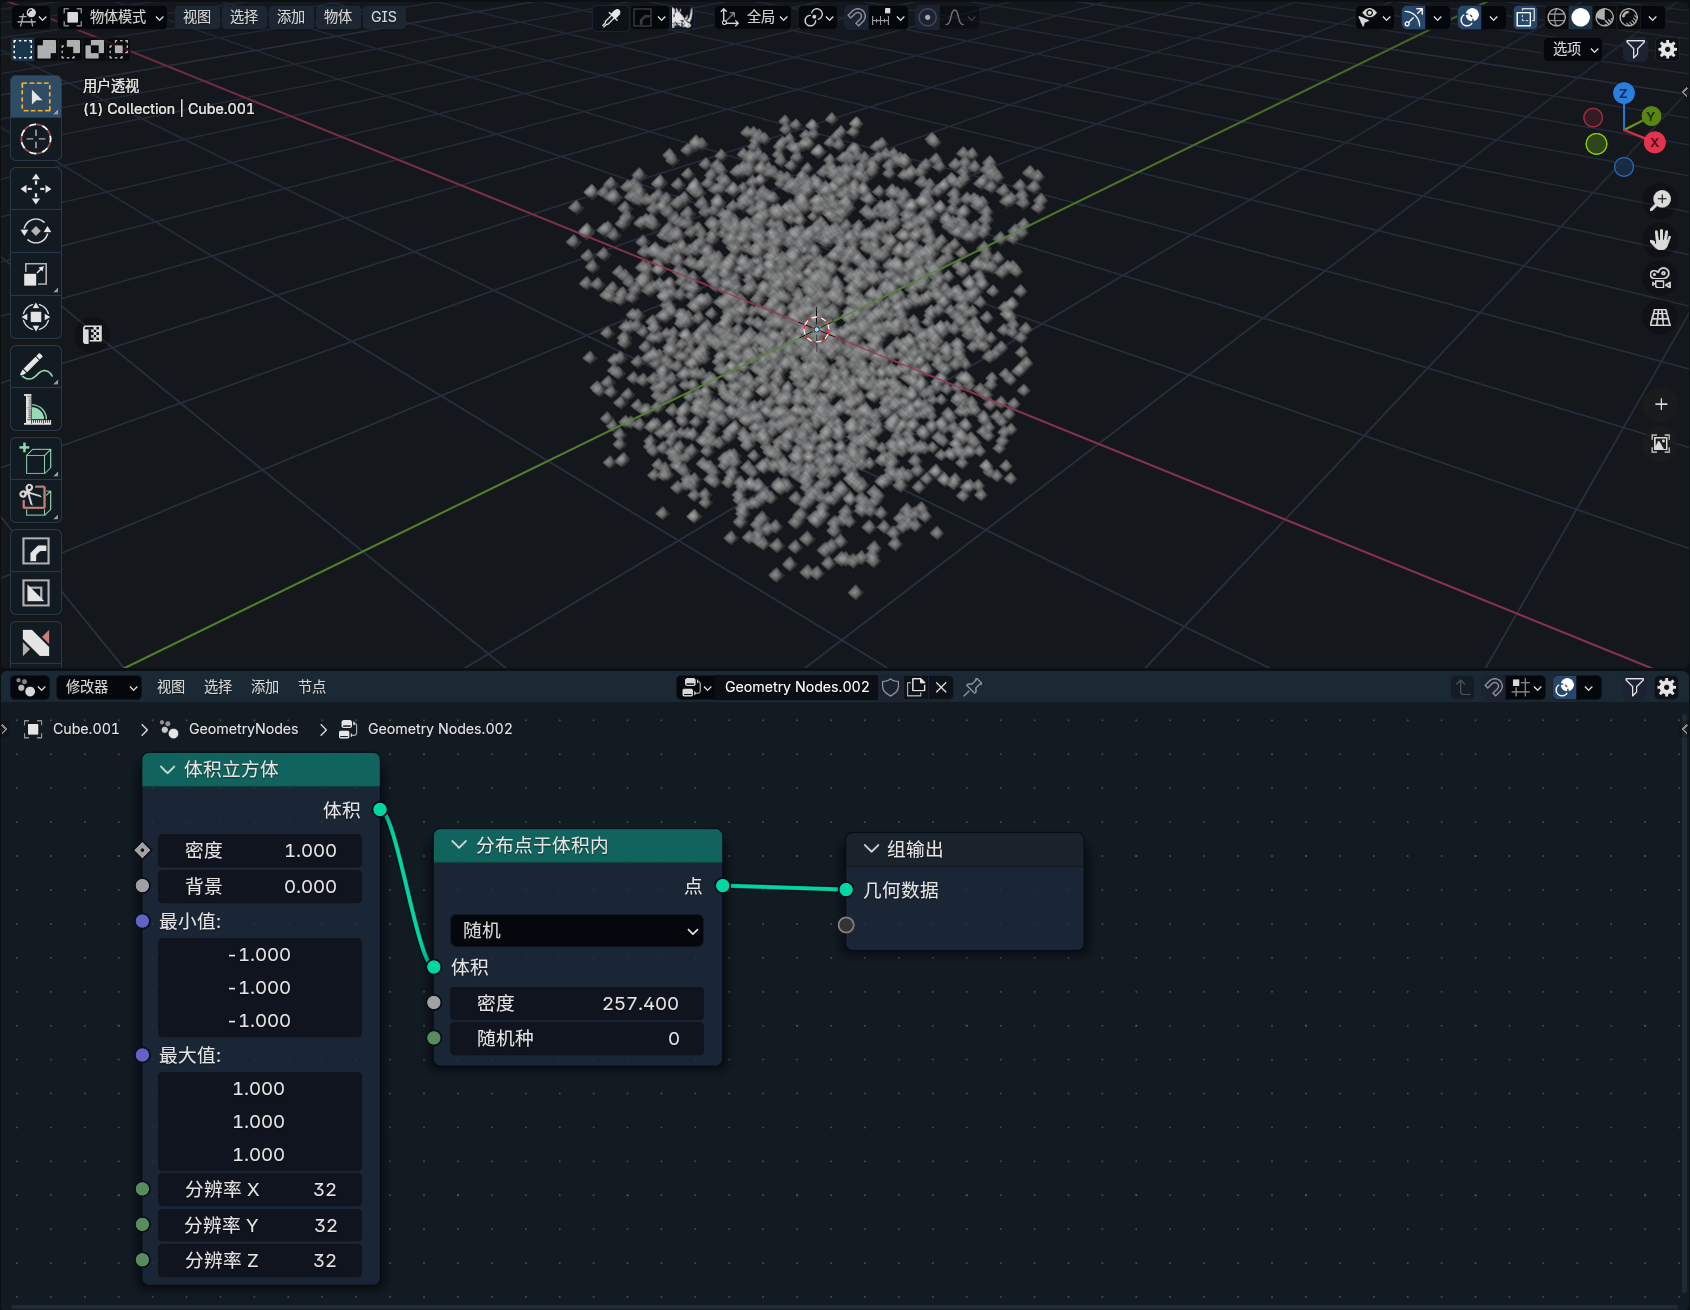 物体模式 视图 选择 添加 物体 GIS 全局
选项
用户透视
(1) Collection | Cube.001
Z
Y
X
修改器 视图 选择 添加 节点 Geometry Nodes.002
Cube.001 GeometryNodes Geometry Nodes.002
体积立方体
体积
密度 1.000
背景 0.000
最小值:
-1.000
-1.000
-1.000
最大值:
1.000
1.000
1.000
分辨率 X 32
分辨率 Y 32
分辨率 Z 32
分布点于体积内
点
随机
体积
密度 257.400
随机种 0
组输出
几何数据